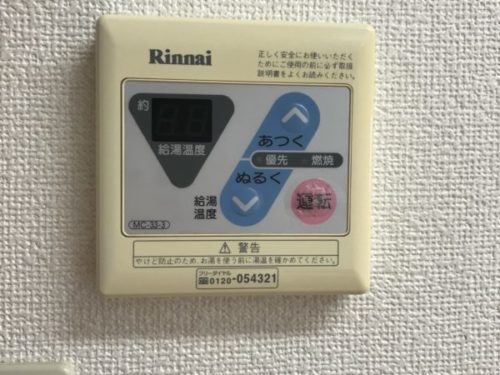 Rinnai
正しく安全にお使いいただく
ためにご使用の前に必ず取扱
説明書をよくお読みください。
約
給湯温度
あつく
優先 燃焼
ぬるく
給湯
温度
運転
MC-33-3
⚠ 警告
やけど防止のため、お湯を使う前に湯温を確かめてください。
フリーダイヤル
0120-054321